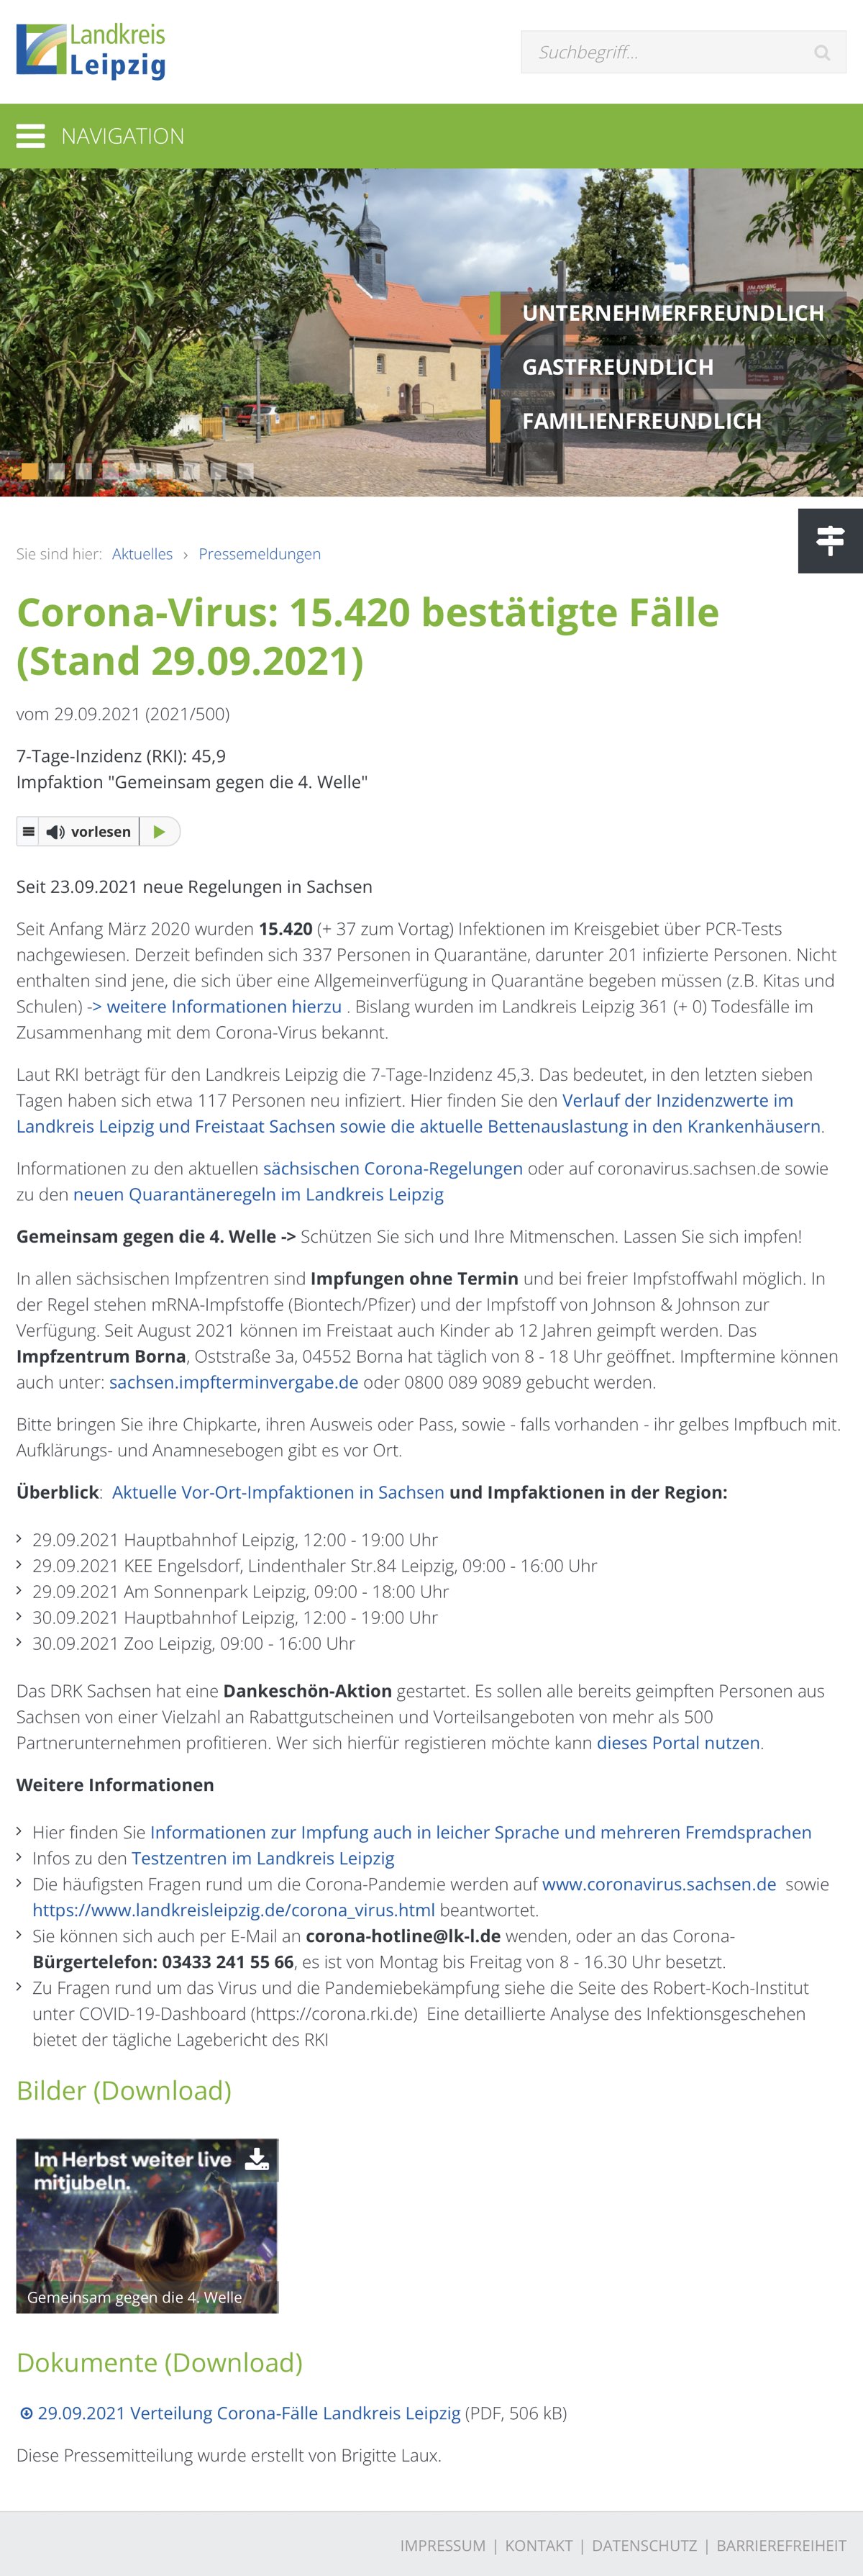 Landkreis
Leipzig
Suchbegriff...
NAVIGATION
UNTERNEHMERFREUNDLICH
GASTFREUNDLICH
FAMILIENFREUNDLICH
Sie sind hier: Aktuelles › Pressemeldungen
Corona-Virus: 15.420 bestätigte Fälle
(Stand 29.09.2021)
vom 29.09.2021 (2021/500)
7-Tage-Inzidenz (RKI): 45,9
Impfaktion "Gemeinsam gegen die 4. Welle"
vorlesen
Seit 23.09.2021 neue Regelungen in Sachsen
Seit Anfang März 2020 wurden 15.420 (+ 37 zum Vortag) Infektionen im Kreisgebiet über PCR-Tests
nachgewiesen. Derzeit befinden sich 337 Personen in Quarantäne, darunter 201 infizierte Personen. Nicht
enthalten sind jene, die sich über eine Allgemeinverfügung in Quarantäne begeben müssen (z.B. Kitas und
Schulen) -> weitere Informationen hierzu . Bislang wurden im Landkreis Leipzig 361 (+ 0) Todesfälle im
Zusammenhang mit dem Corona-Virus bekannt.
Laut RKI beträgt für den Landkreis Leipzig die 7-Tage-Inzidenz 45,3. Das bedeutet, in den letzten sieben
Tagen haben sich etwa 117 Personen neu infiziert. Hier finden Sie den Verlauf der Inzidenzwerte im
Landkreis Leipzig und Freistaat Sachsen sowie die aktuelle Bettenauslastung in den Krankenhäusern.
Informationen zu den aktuellen sächsischen Corona-Regelungen oder auf coronavirus.sachsen.de sowie
zu den neuen Quarantäneregeln im Landkreis Leipzig
Gemeinsam gegen die 4. Welle -> Schützen Sie sich und Ihre Mitmenschen. Lassen Sie sich impfen!
In allen sächsischen Impfzentren sind Impfungen ohne Termin und bei freier Impfstoffwahl möglich. In
der Regel stehen mRNA-Impfstoffe (Biontech/Pfizer) und der Impfstoff von Johnson & Johnson zur
Verfügung. Seit August 2021 können im Freistaat auch Kinder ab 12 Jahren geimpft werden. Das
Impfzentrum Borna, Oststraße 3a, 04552 Borna hat täglich von 8 - 18 Uhr geöffnet. Impftermine können
auch unter: sachsen.impfterminvergabe.de oder 0800 089 9089 gebucht werden.
Bitte bringen Sie ihre Chipkarte, ihren Ausweis oder Pass, sowie - falls vorhanden - ihr gelbes Impfbuch mit.
Aufklärungs- und Anamnesebogen gibt es vor Ort.
Überblick: Aktuelle Vor-Ort-Impfaktionen in Sachsen und Impfaktionen in der Region:
› 29.09.2021 Hauptbahnhof Leipzig, 12:00 - 19:00 Uhr
› 29.09.2021 KEE Engelsdorf, Lindenthaler Str.84 Leipzig, 09:00 - 16:00 Uhr
› 29.09.2021 Am Sonnenpark Leipzig, 09:00 - 18:00 Uhr
› 30.09.2021 Hauptbahnhof Leipzig, 12:00 - 19:00 Uhr
› 30.09.2021 Zoo Leipzig, 09:00 - 16:00 Uhr
Das DRK Sachsen hat eine Dankeschön-Aktion gestartet. Es sollen alle bereits geimpften Personen aus
Sachsen von einer Vielzahl an Rabattgutscheinen und Vorteilsangeboten von mehr als 500
Partnerunternehmen profitieren. Wer sich hierfür registieren möchte kann dieses Portal nutzen.
Weitere Informationen
› Hier finden Sie Informationen zur Impfung auch in leicher Sprache und mehreren Fremdsprachen
› Infos zu den Testzentren im Landkreis Leipzig
› Die häufigsten Fragen rund um die Corona-Pandemie werden auf www.coronavirus.sachsen.de sowie
https://www.landkreisleipzig.de/corona_virus.html beantwortet.
› Sie können sich auch per E-Mail an corona-hotline@lk-l.de wenden, oder an das Corona-
Bürgertelefon: 03433 241 55 66, es ist von Montag bis Freitag von 8 - 16.30 Uhr besetzt.
› Zu Fragen rund um das Virus und die Pandemiebekämpfung siehe die Seite des Robert-Koch-Institut
unter COVID-19-Dashboard (https://corona.rki.de) Eine detaillierte Analyse des Infektionsgeschehen
bietet der tägliche Lagebericht des RKI
Bilder (Download)
Im Herbst weiter live
mitjubeln.
Gemeinsam gegen die 4. Welle
Dokumente (Download)
29.09.2021 Verteilung Corona-Fälle Landkreis Leipzig (PDF, 506 kB)
Diese Pressemitteilung wurde erstellt von Brigitte Laux.
IMPRESSUM | KONTAKT | DATENSCHUTZ | BARRIEREFREIHEIT